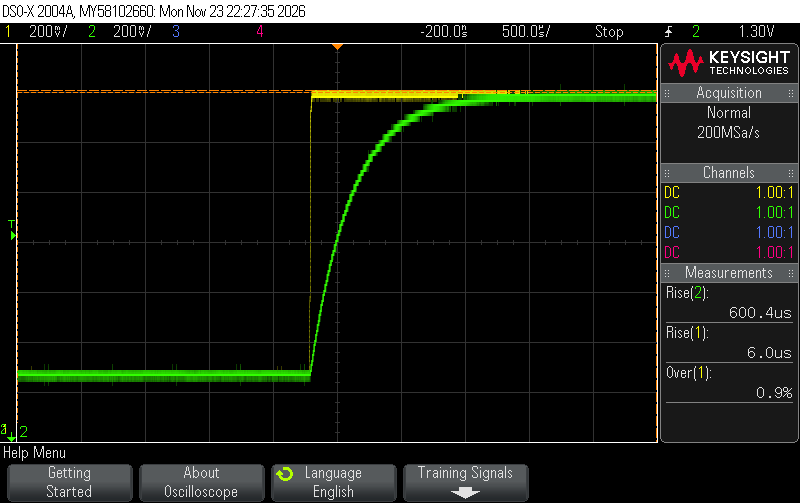 DSO-X 2004A, MY58102660: Mon Nov 23 22:27:35 2026
1 200mV/ 2 200mV/ 3 4 -200.0us 500.0us/ Stop 2 1.30V
KEYSIGHT
TECHNOLOGIES
Acquisition
Normal
200MSa/s
Channels
DC 1.00:1
DC 1.00:1
DC 1.00:1
DC 1.00:1
Measurements
Rise(2):
600.4us
Rise(1):
6.0us
Over(1):
0.9%
T
2
Help Menu
Getting Started
About Oscilloscope
Language English
Training Signals